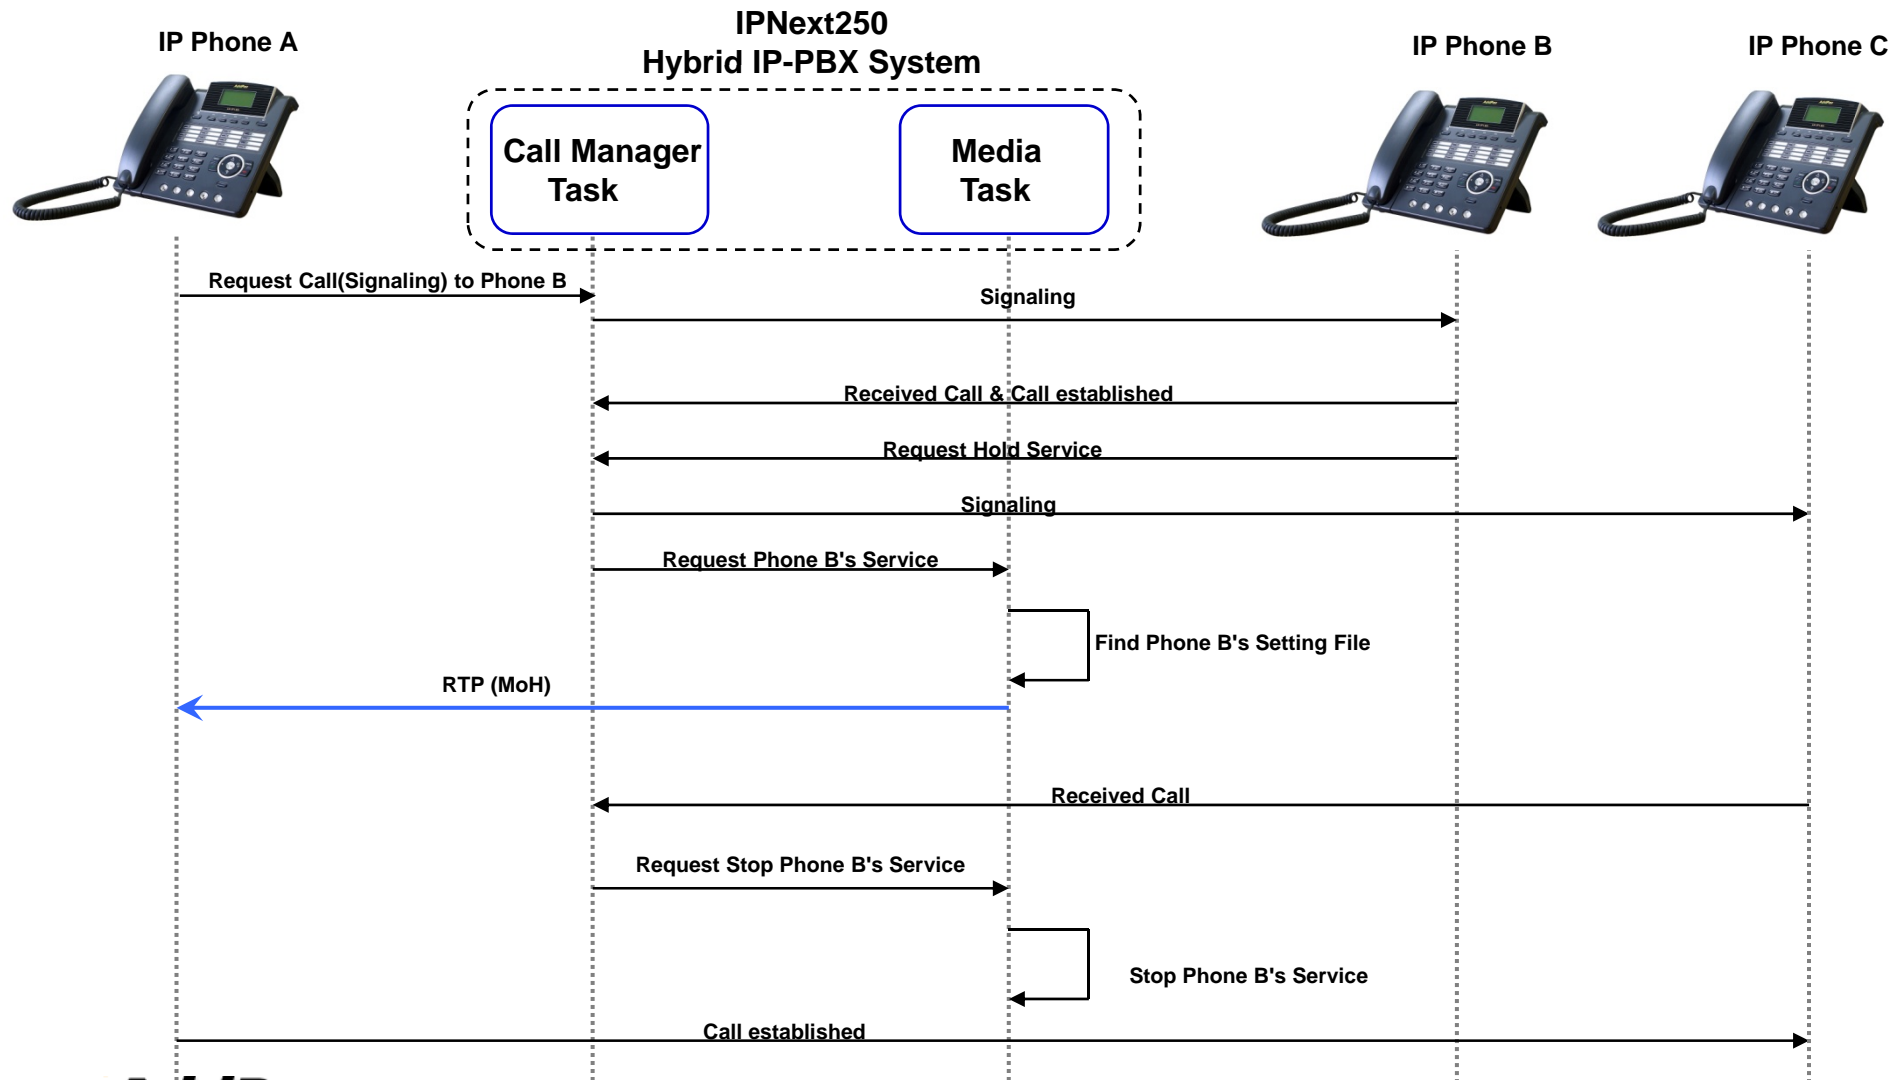 IPNext250
Hybrid IP-PBX System
IP Phone A
IP Phone B
IP Phone C
Call Manager
Task
Media
Task
Request Call(Signaling) to Phone B
Signaling
Received Call & Call established
Request Hold Service
Signaling
Request Phone B's Service
Find Phone B's Setting File
RTP (MoH)
Received Call
Request Stop Phone B's Service
Stop Phone B's Service
Call established